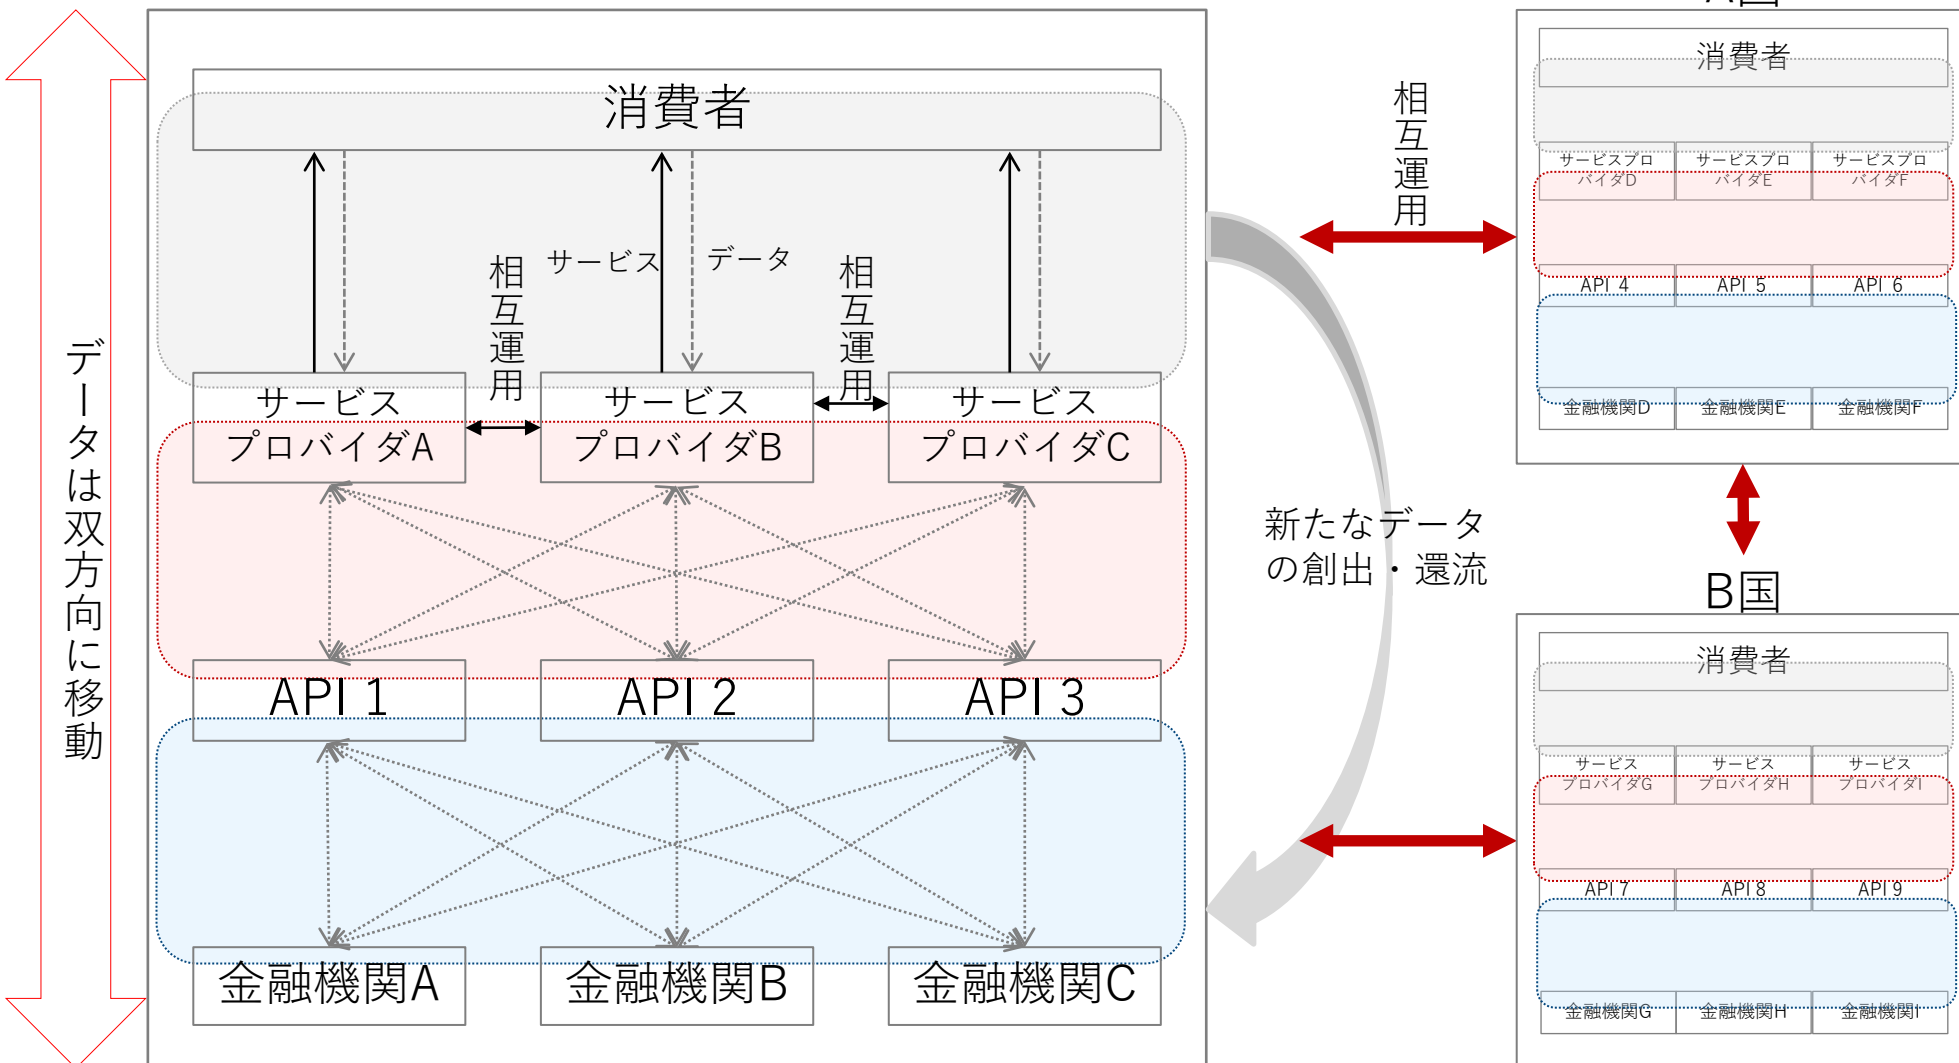 データは双方向に移動
消費者
サービス
データ
相互運用
相互運用
サービス
プロバイダA
サービス
プロバイダB
サービス
プロバイダC
API 1
API 2
API 3
金融機関A
金融機関B
金融機関C
新たなデータ
の創出・還流
相互運用
A国
消費者
サービスプロ
バイダD
サービスプロ
バイダE
サービスプロ
バイダF
API 4
API 5
API 6
金融機関D
金融機関E
金融機関F
B国
消費者
サービス
プロバイダG
サービス
プロバイダH
サービス
プロバイダI
API 7
API 8
API 9
金融機関G
金融機関H
金融機関I